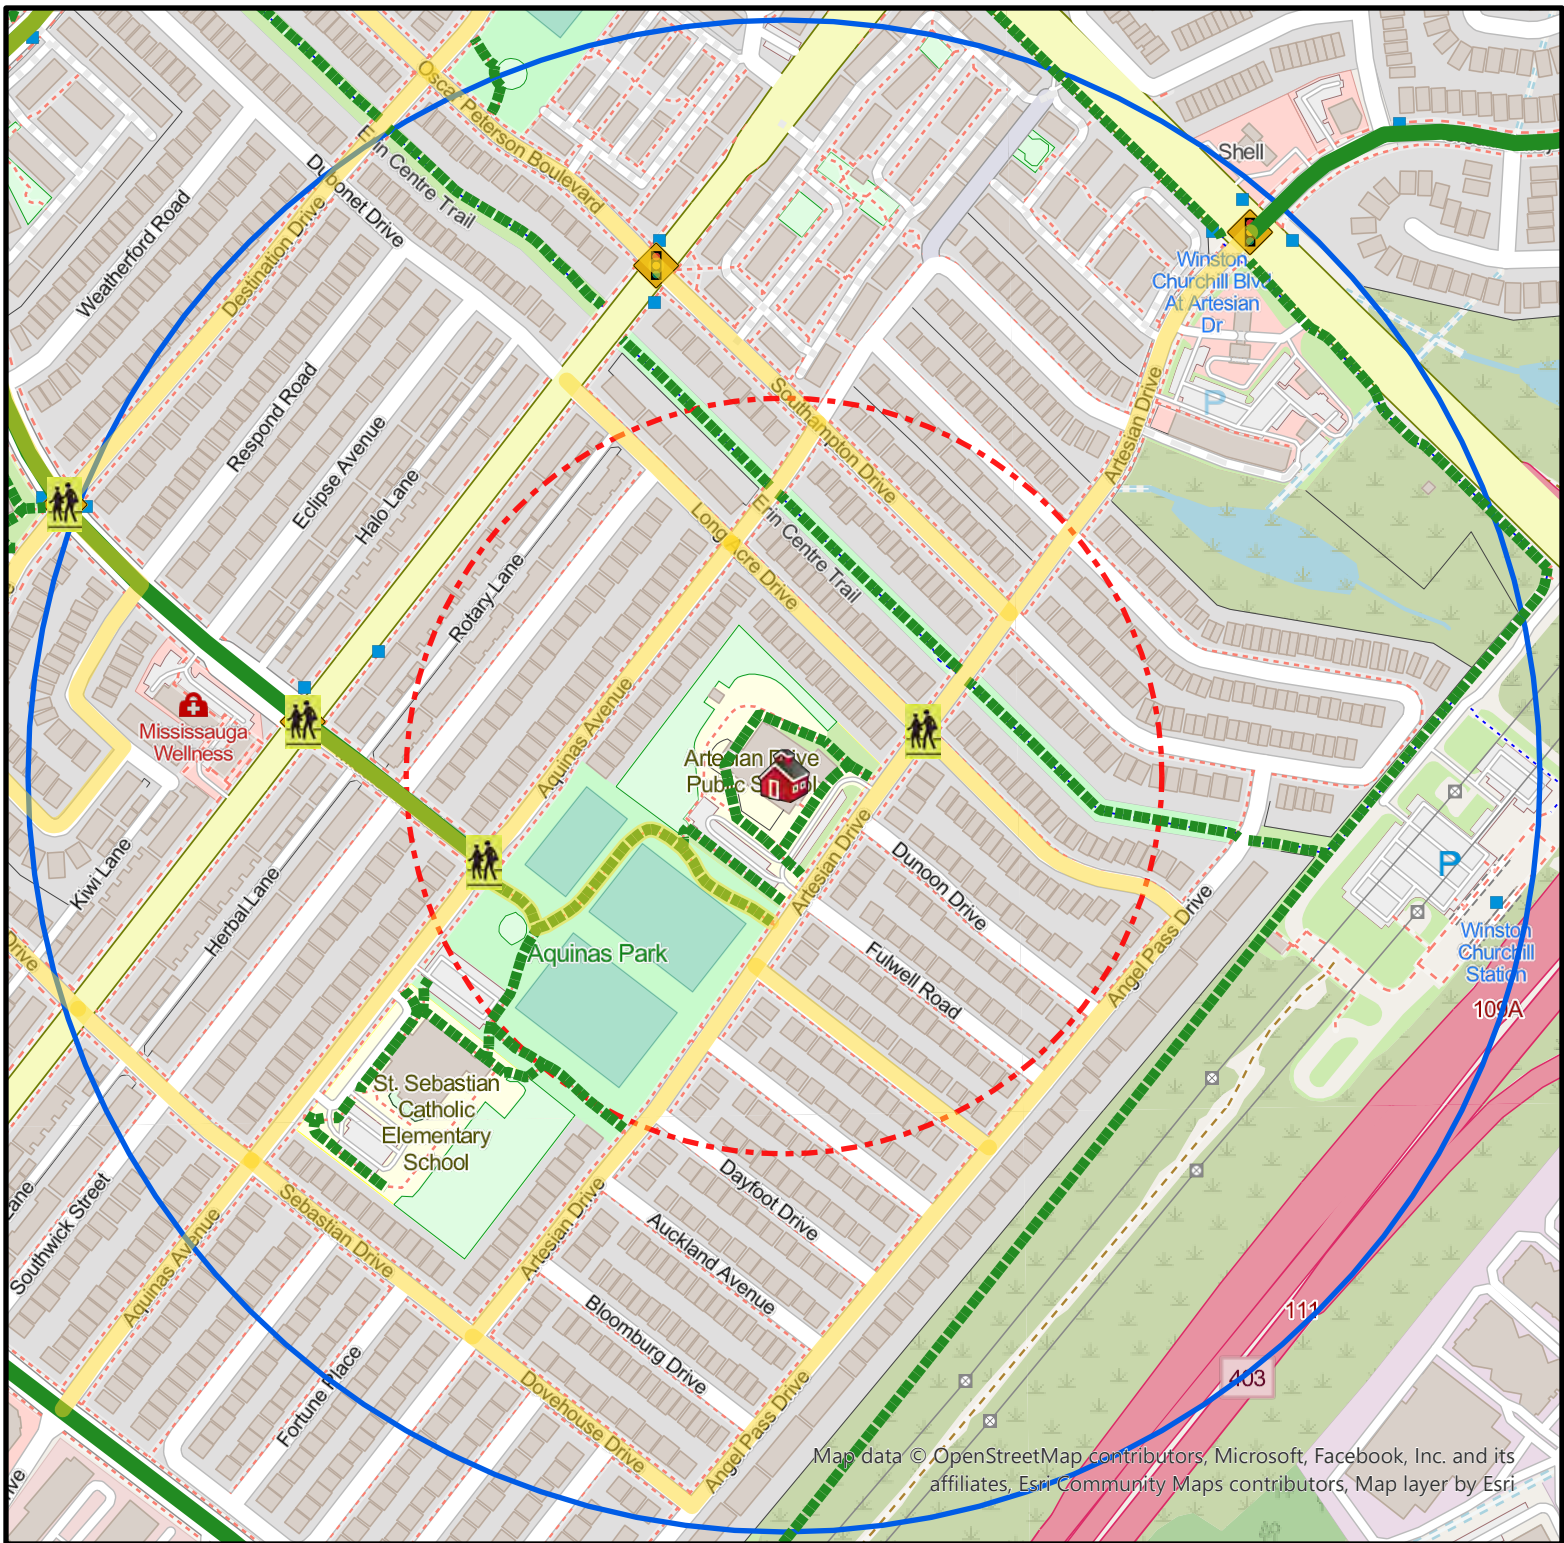 Oscar Peterson Boulevard
Erin Centre Trail
Dubonet Drive
Shell
Weatherford Road
Destination Drive
Winston
Churchill Blvd
At Artesian
Dr
P
Respond Road
Eclipse Avenue
Halo Lane
Southampton Drive
Artesian Drive
Long Acre Drive
Erin Centre Trail
Rotary Lane
Mississauga
Wellness
Aquinas Avenue
Artesian Drive
Public School
Artesian Drive
Dunoon Drive
P
Kiwi Lane
Herbal Lane
Drive
Aquinas Park
Fulwell Road
Angel Pass Drive
Winston
Churchill
Station
109A
St. Sebastian
Catholic
Elementary
School
Southwick Street
Aquinas Avenue
Sebastian Drive
Artesian Drive
Dayfoot Drive
Auckland Avenue
Bloomburg Drive
111
403
Fortune Place
Dovehouse Drive
Angel Pass Drive
Map data © OpenStreetMap contributors, Microsoft, Facebook, Inc. and its
affiliates, Esri Community Maps contributors, Map layer by Esri